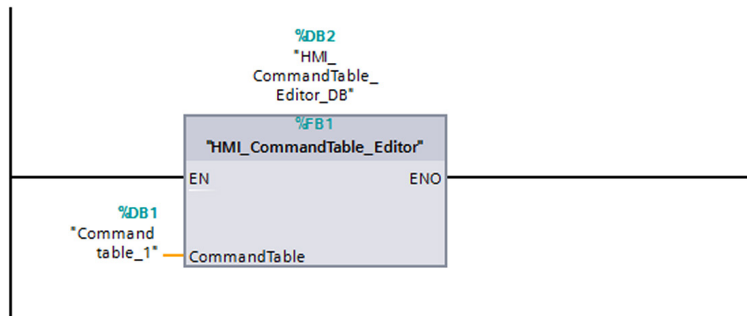 %DB2
"HMI_
CommandTable_
Editor_DB"
%FB1
"HMI_CommandTable_Editor"
EN ENO
%DB1
"Command
table_1"
CommandTable